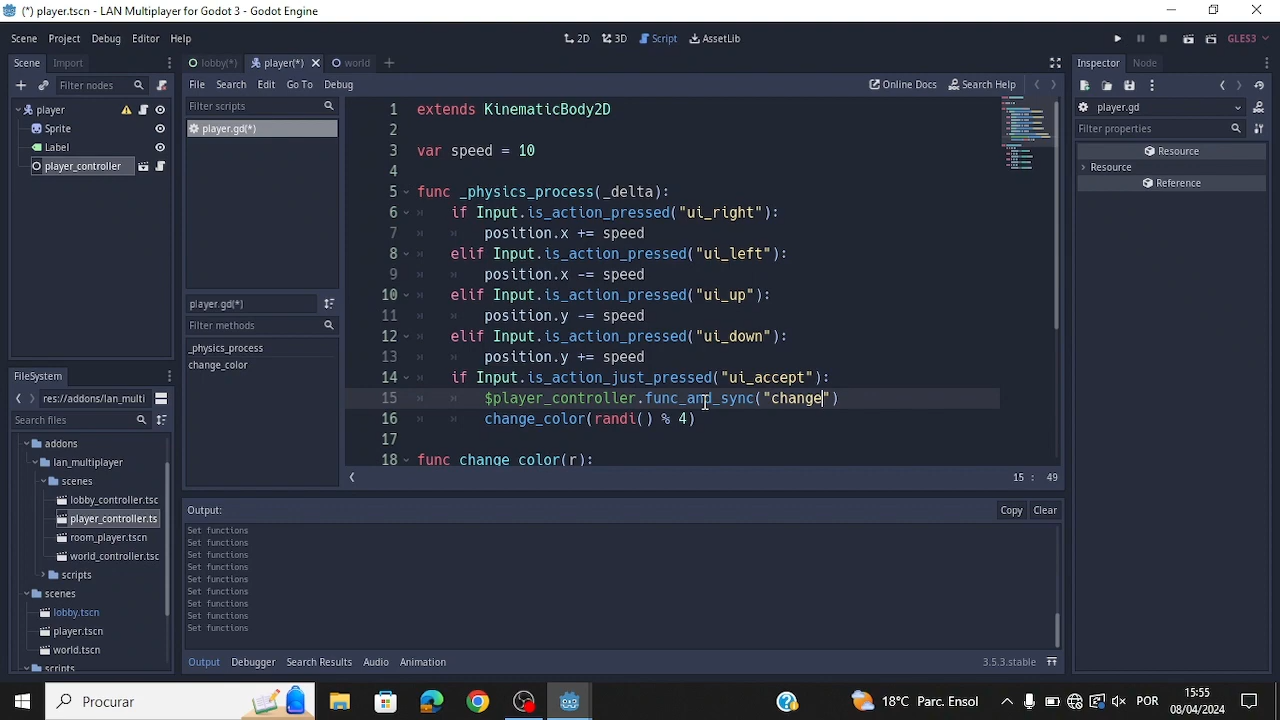 (*) player.tscn - LAN Multiplayer for Godot 3 - Godot Engine
Scene Project Debug Editor Help
2D 3D Script AssetLib
GLES3
Scene Import
lobby(*) player(*) world
Inspector Node
Filter nodes
File Search Edit Go To Debug
Online Docs Search Help
player
Sprite
Label
player_controller
Filter scripts
player.gd(*)
player.gd(*)
Filter methods
_physics_process
change_color
1 extends KinematicBody2D
2
3 var speed = 10
4
5 func _physics_process(_delta):
6 if Input.is_action_pressed("ui_right"):
7 position.x += speed
8 elif Input.is_action_pressed("ui_left"):
9 position.x -= speed
10 elif Input.is_action_pressed("ui_up"):
11 position.y -= speed
12 elif Input.is_action_pressed("ui_down"):
13 position.y += speed
14 if Input.is_action_just_pressed("ui_accept"):
15 $player_controller.func_and_sync("change")
16 change_color(randi() % 4)
17
18 func change_color(r):
15 : 49
player.gd
Filter properties
Resource
Resource
Reference
FileSystem
res://addons/lan_multi
Search files
addons
lan_multiplayer
scenes
lobby_controller.tsc
player_controller.ts
room_player.tscn
world_controller.tsc
scripts
scenes
lobby.tscn
player.tscn
world.tscn
scripts
Output:
Copy Clear
Set functions
Set functions
Set functions
Set functions
Set functions
Set functions
Set functions
Set functions
Set functions
Output Debugger Search Results Audio Animation
3.5.3.stable
Procurar
18°C Parc. Ensol
POR
15:55
08/04/2024